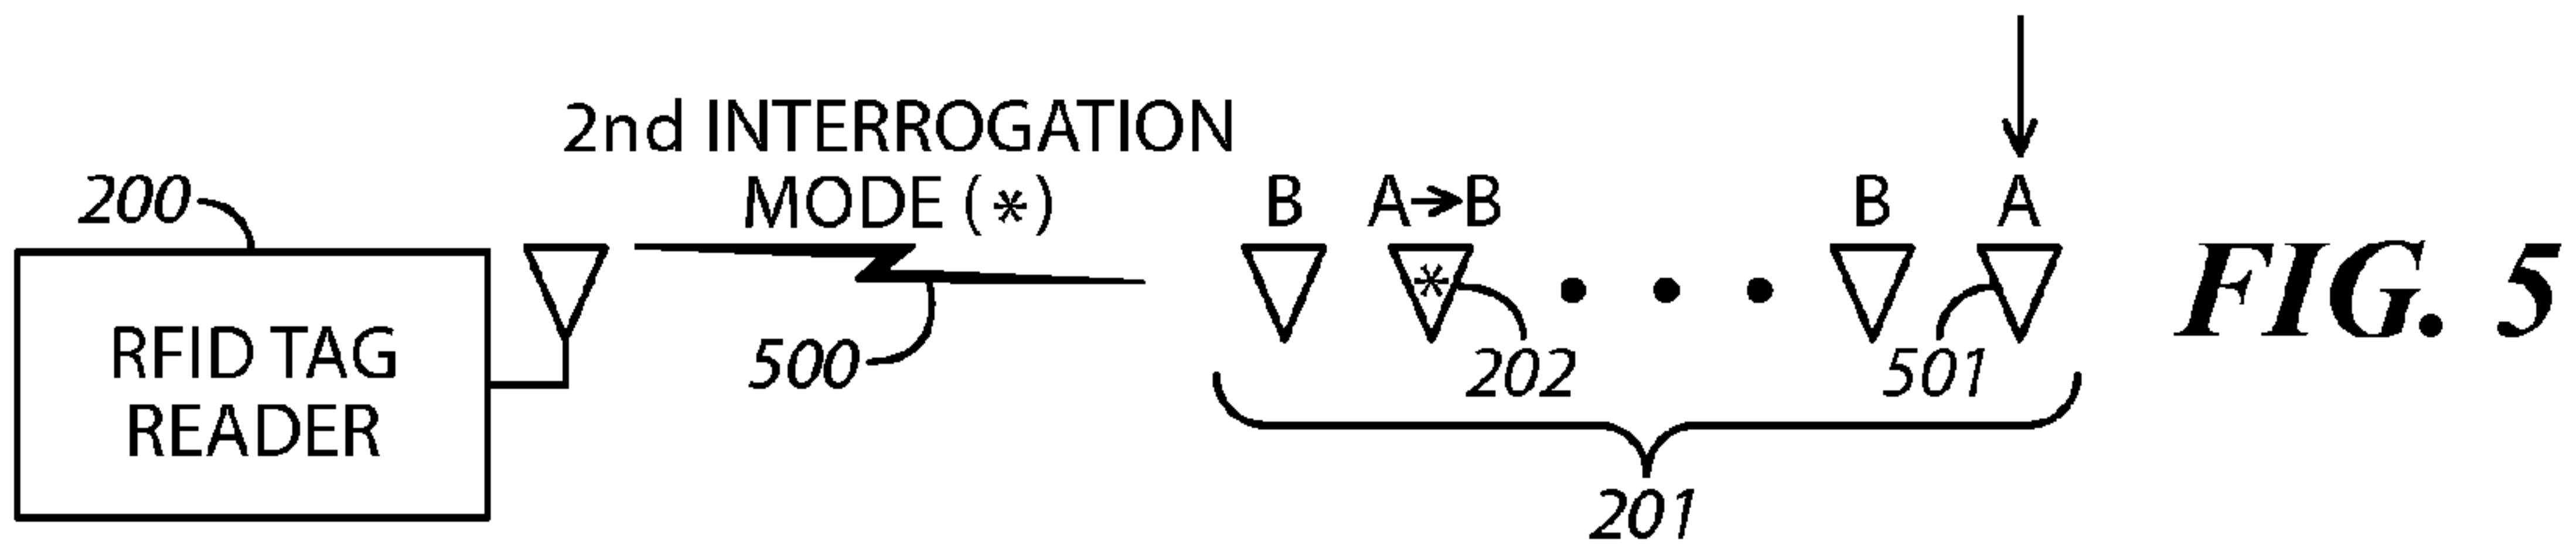 2nd INTERROGATION
MODE (*)
200
RFID TAG
READER
500
B A→B B A
*
202
501
201
FIG. 5